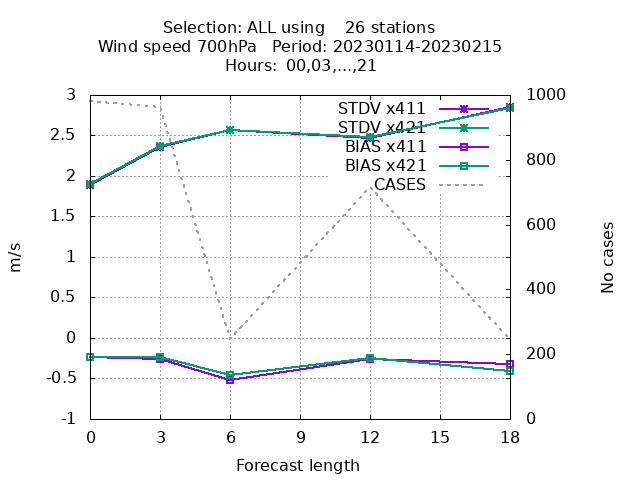 Selection: ALL using    26 stations
Wind speed 700hPa   Period: 20230114-20230215
Hours: 00,03,...,21
3
2.5
2
1.5
1
0.5
0
-0.5
-1
1000
800
600
400
200
0
STDV x411
STDV x421
BIAS x411
BIAS x421
CASES
m/s
No cases
0 3 6 9 12 15 18
Forecast length